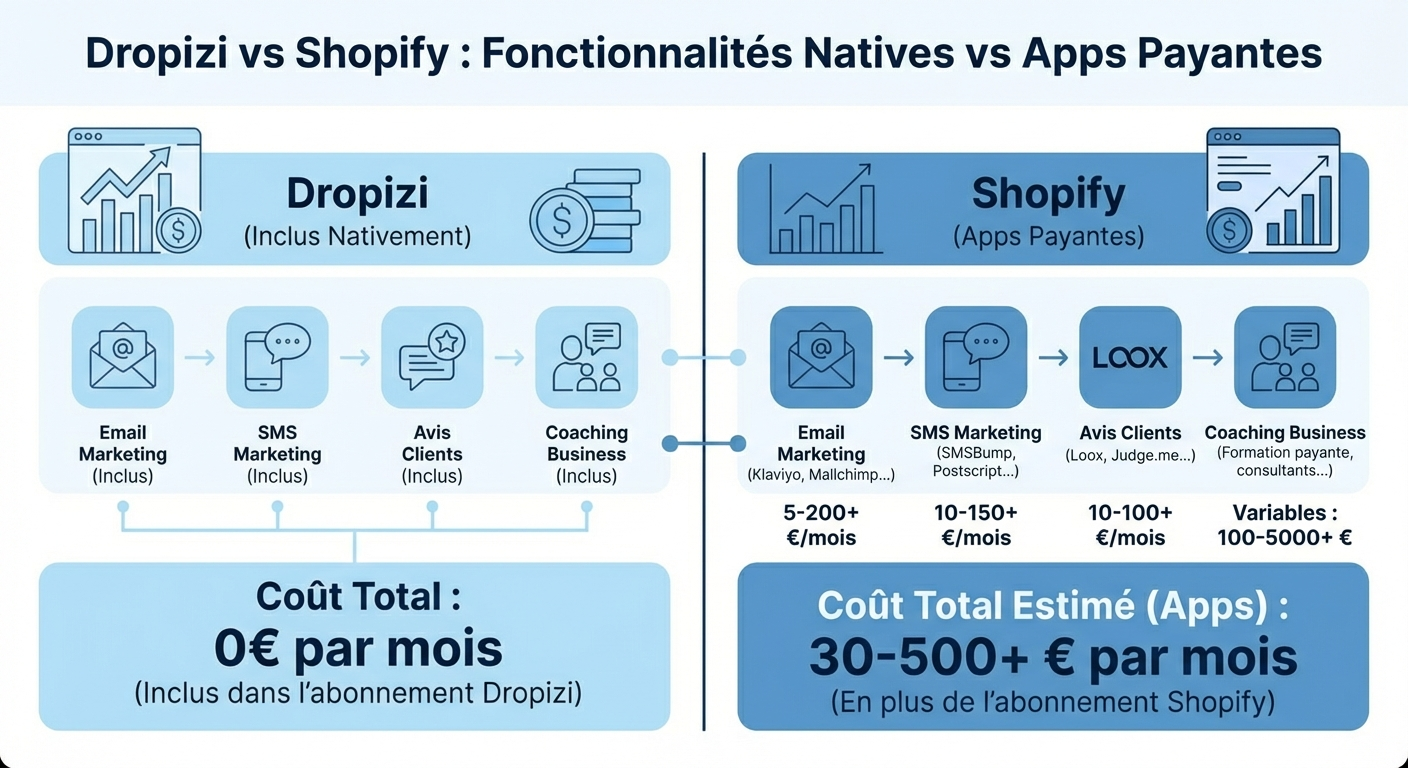 Dropizi vs Shopify : Fonctionnalités Natives vs Apps Payantes
Dropizi
(Inclus Nativement)
$
$
Email
Marketing
(Inclus)
SMS
Marketing
(Inclus)
Avis
Clients
(Inclus)
Coaching
Business
(Inclus)
@
Coût Total :
0€ par mois
(Inclus dans l'abonnement Dropizi)
Shopify
(Apps Payantes)
$
@
LOOX
Email
Marketing
(Klaviyo, Mallchimp...)
5-200+
€/mois
SMS Marketing
(SMSBump,
Postscript...)
10-150+
€/mois
Avis Clients
(Loox, Judge.me...)
10-100+
€/mois
Coaching Business
(Formation payante,
consultants...)
Variables :
100-5000+ €
Coût Total Estimé (Apps) :
30-500+ € par mois
(En plus de l'abonnement Shopify)